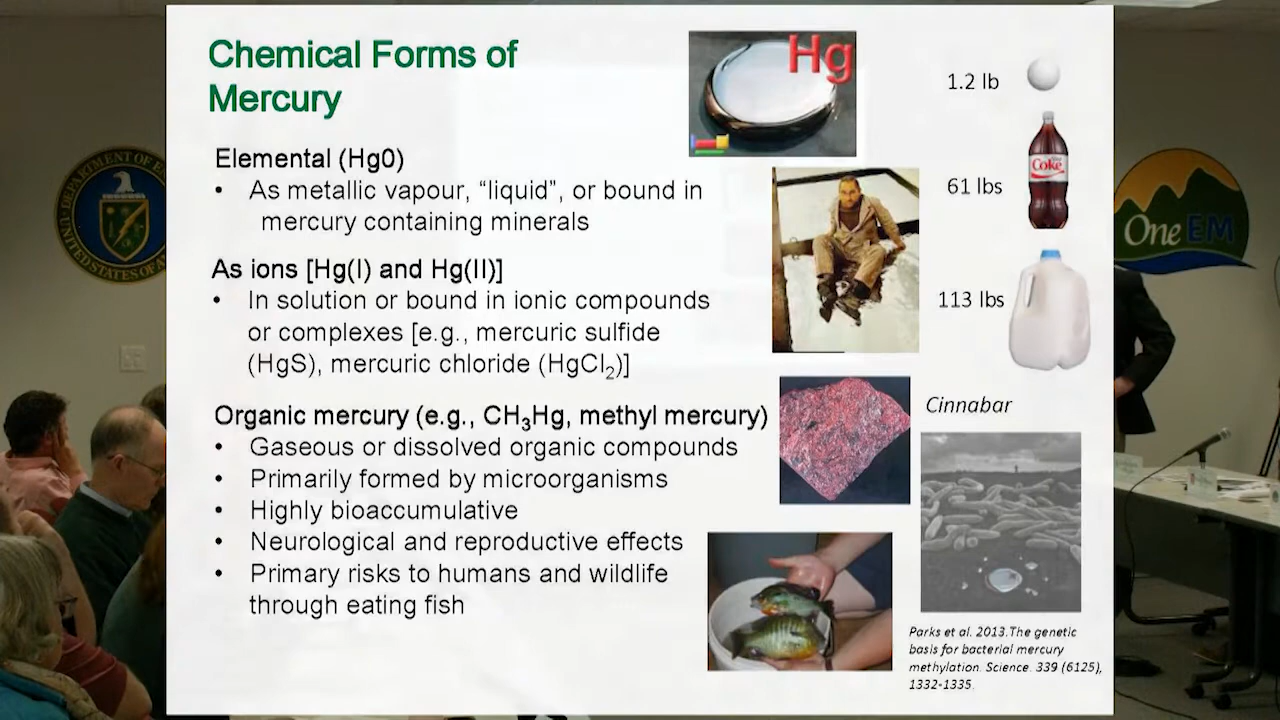 Chemical Forms of
Mercury
Elemental (Hg0)
• As metallic vapour, “liquid”, or bound in
mercury containing minerals
As ions [Hg(I) and Hg(II)]
• In solution or bound in ionic compounds
or complexes [e.g., mercuric sulfide
(HgS), mercuric chloride (HgCl₂)]
Organic mercury (e.g., CH₃Hg, methyl mercury)
• Gaseous or dissolved organic compounds
• Primarily formed by microorganisms
• Highly bioaccumulative
• Neurological and reproductive effects
• Primary risks to humans and wildlife
through eating fish
Hg
1.2 lb
61 lbs
Coke
113 lbs
Cinnabar
Parks et al. 2013.The genetic
basis for bacterial mercury
methylation. Science. 339 (6125),
1332-1335.
DEPARTMENT OF
UNITED STATES OF
One EM